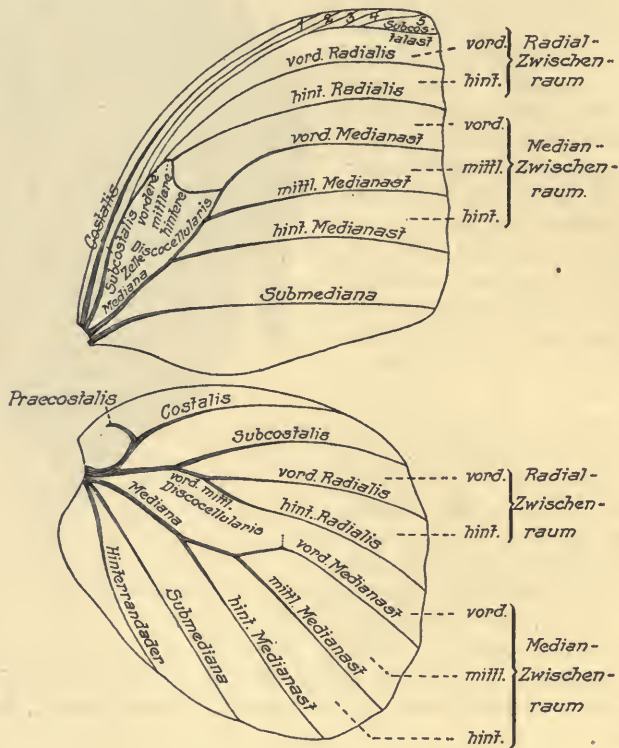 1 2 3 4 5
Subcos-
talast
vord. Radialis
hint. Radialis
vord. Medianast
mittl. Medianast
hint. Medianast
Submediana
Costalis
Subcostalis
vordere
mittlere
hintere
Discocellularis
Zelle
Mediana
vord.
hint.
Radial-
Zwischen-
raum
vord.
mittl.
hint.
Median-
Zwischen-
raum.
Praecostalis
Costalis
Subcostalis
vord. Radialis
hint. Radialis
vord. mittl.
Discocellularis
Mediana
vord. Medianast
mittl. Medianast
hint. Medianast
Submediana
Hinterrandader
vord.
hint.
Radial-
Zwischen-
raum
vord.
mittl.
hint.
Median-
Zwischen-
raum